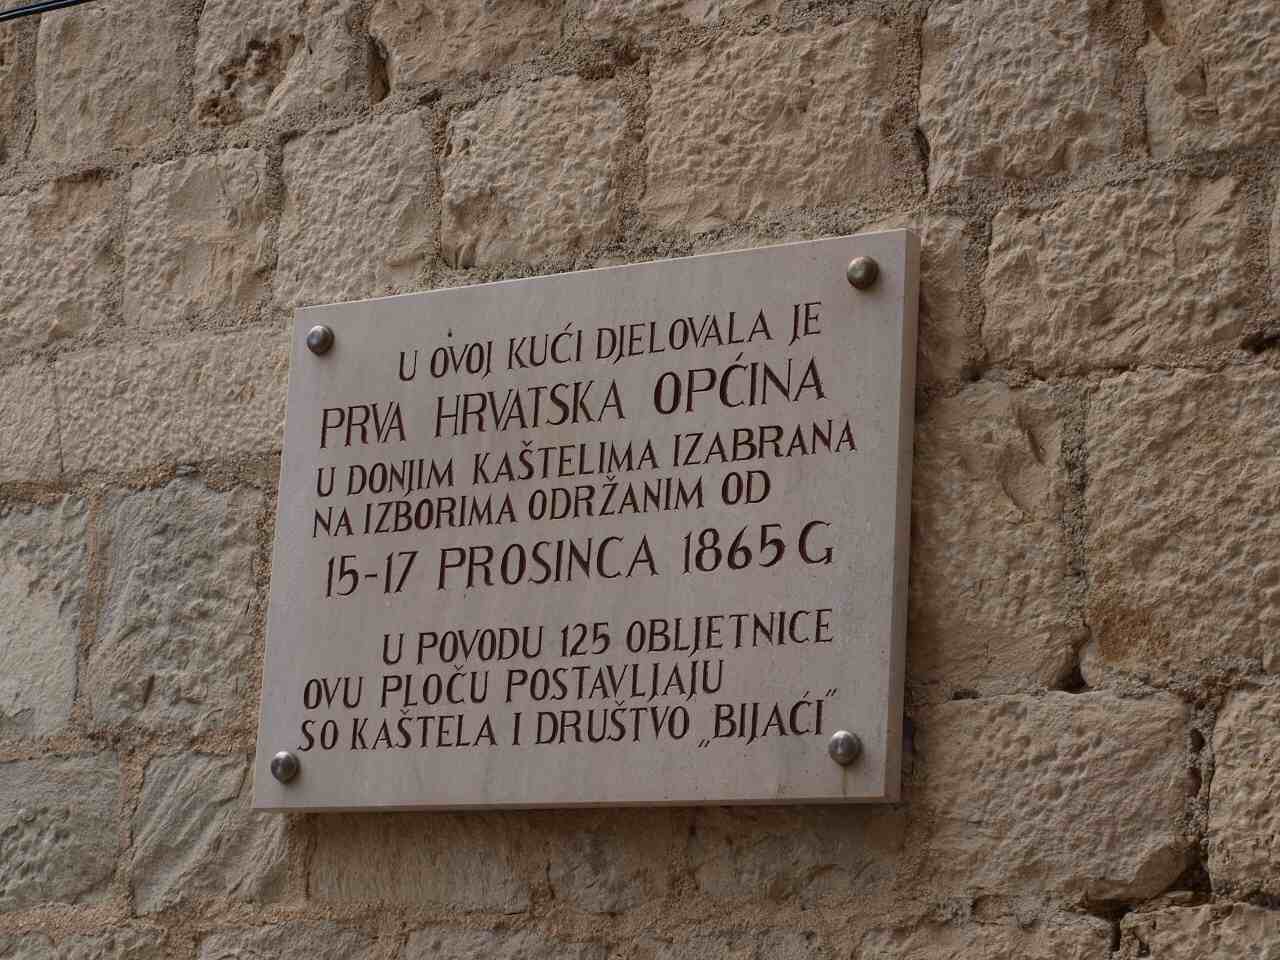 U OVOJ KUĆI DJELOVALA JE
PRVA HRVATSKA OPĆINA
U DONJIM KAŠTELIMA IZABRANA
NA IZBORIMA ODRŽANIM OD
15-17 PROSINCA 1865 G
U POVODU 125 OBLJETNICE
OVU PLOČU POSTAVLJAJU
SO KAŠTELA I DRUŠTVO „BIJAĆI"